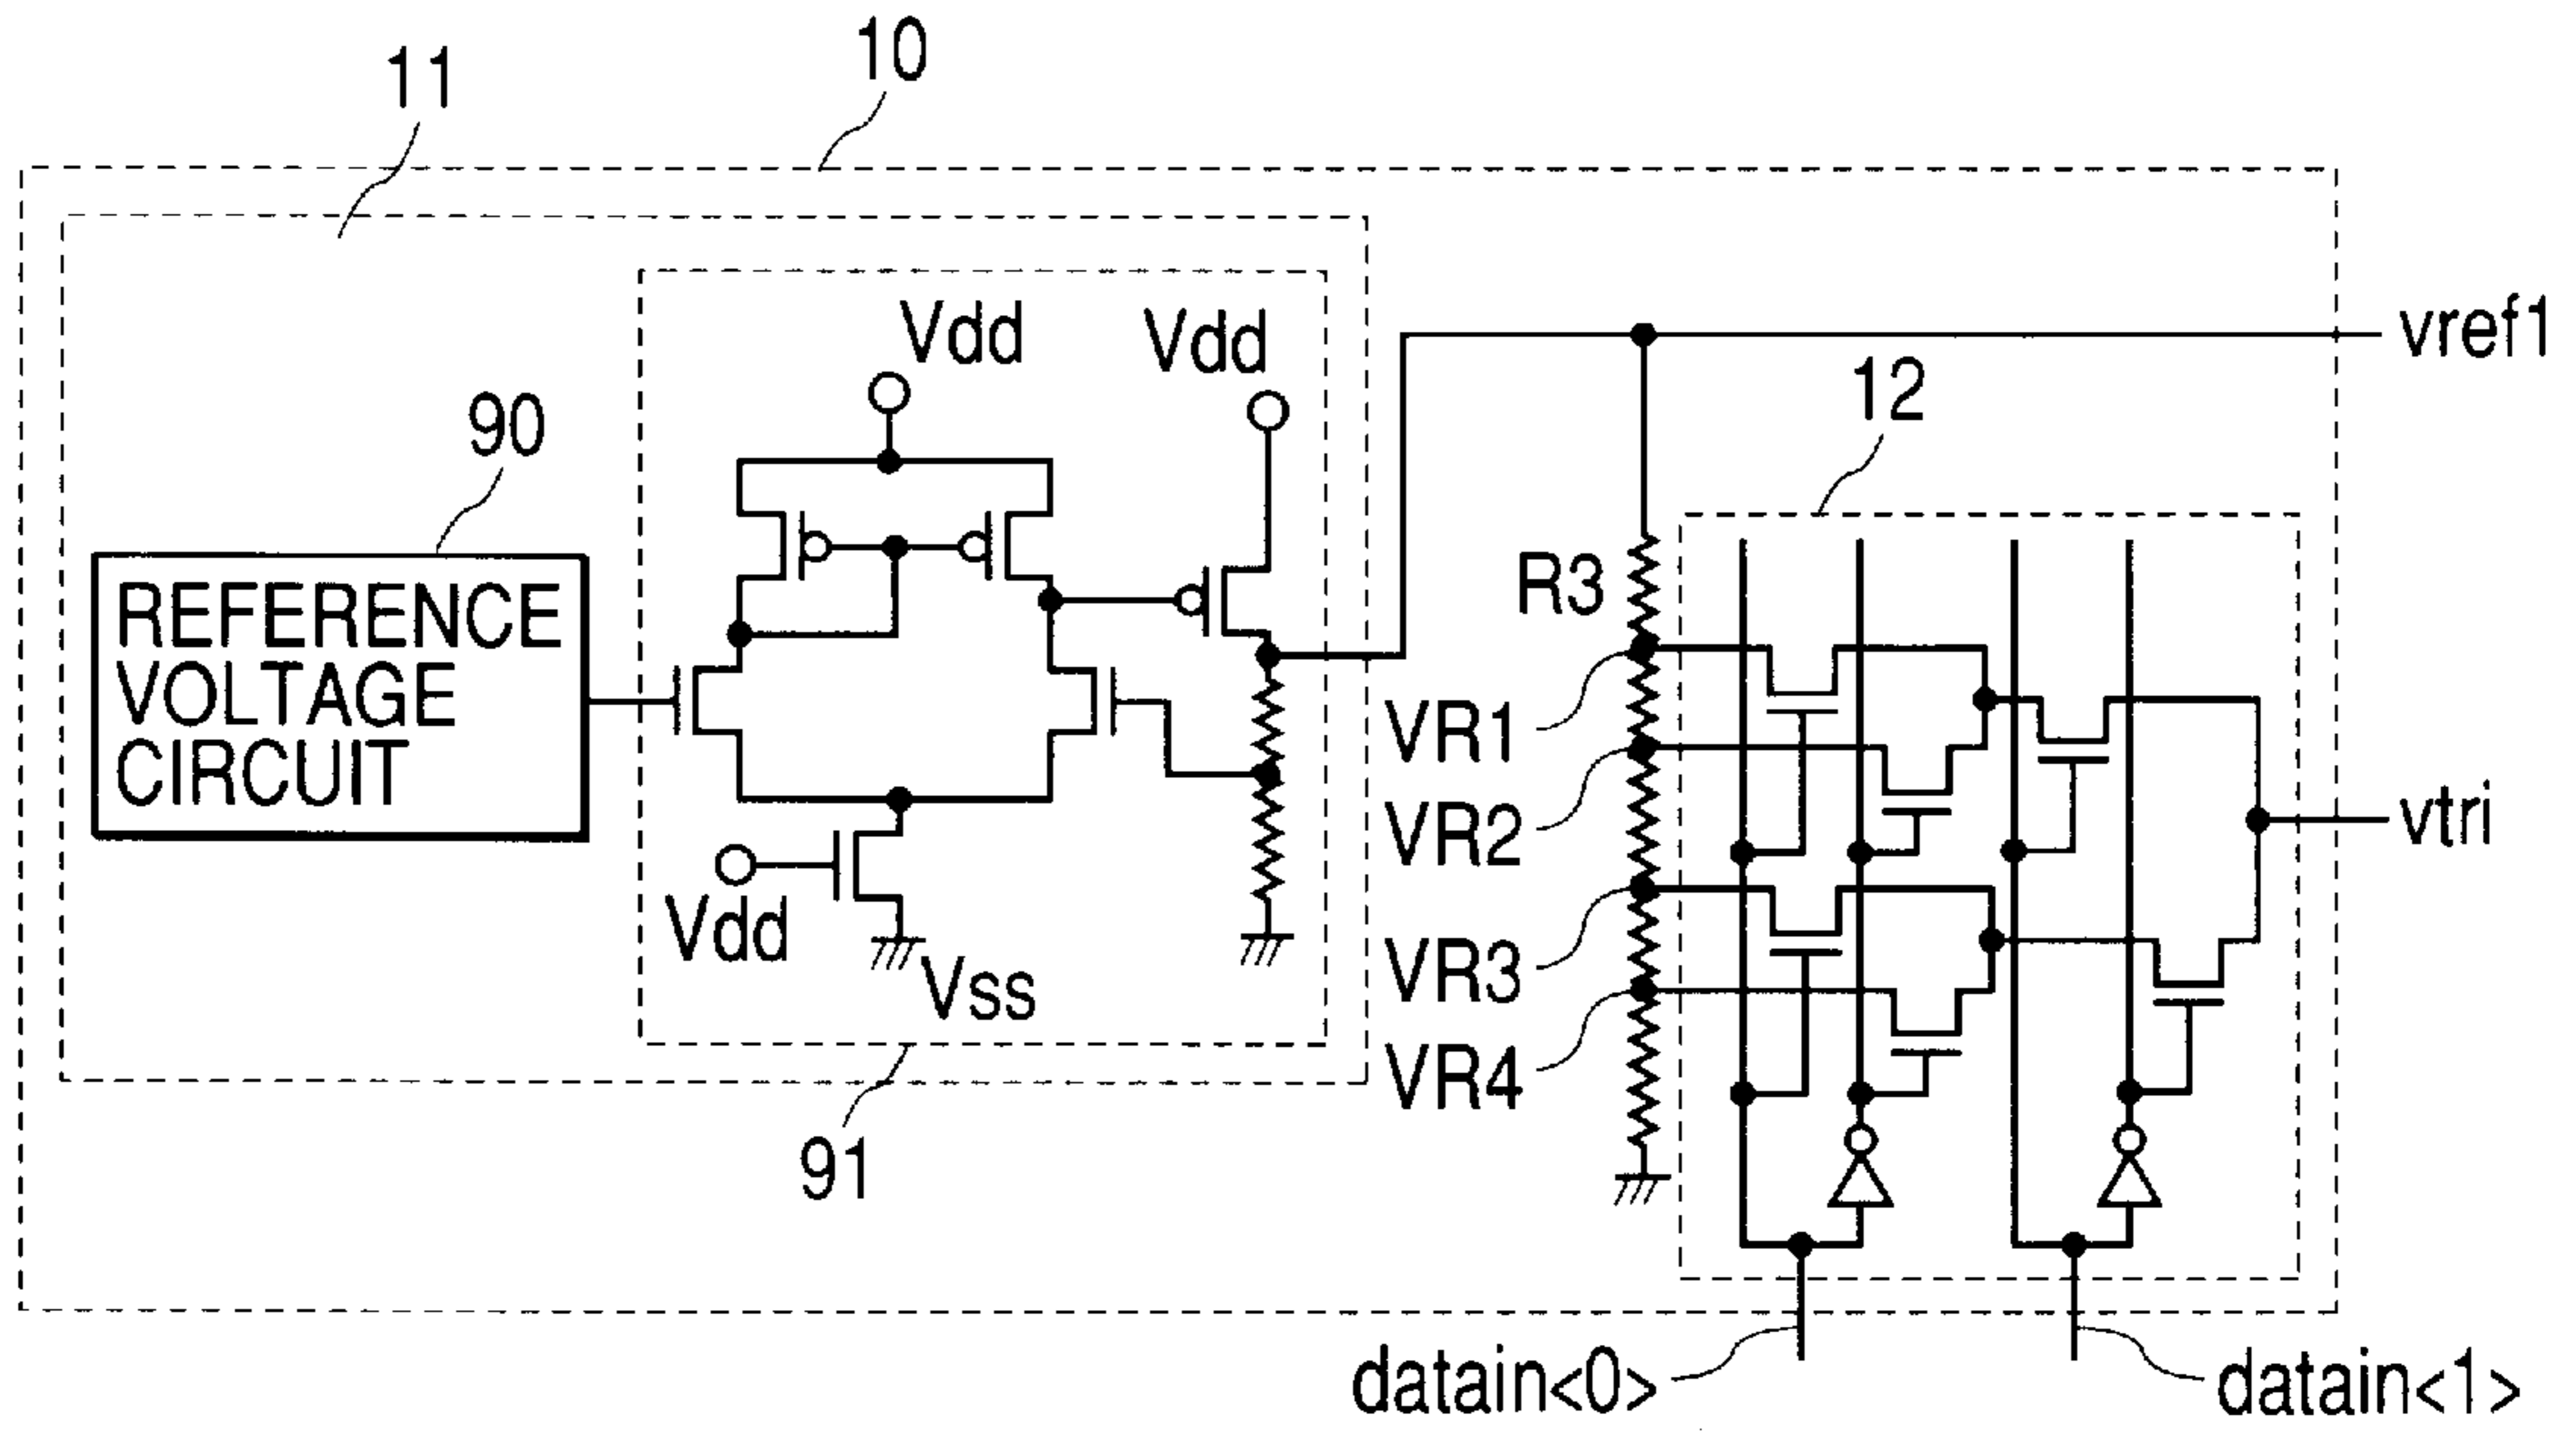 10
11
Vdd
Vdd
vref1
12
90
REFERENCE
VOLTAGE
CIRCUIT
R3
VR1
VR2
vtri
Vdd
Vss
VR3
VR4
91
datain<0>
datain<1>